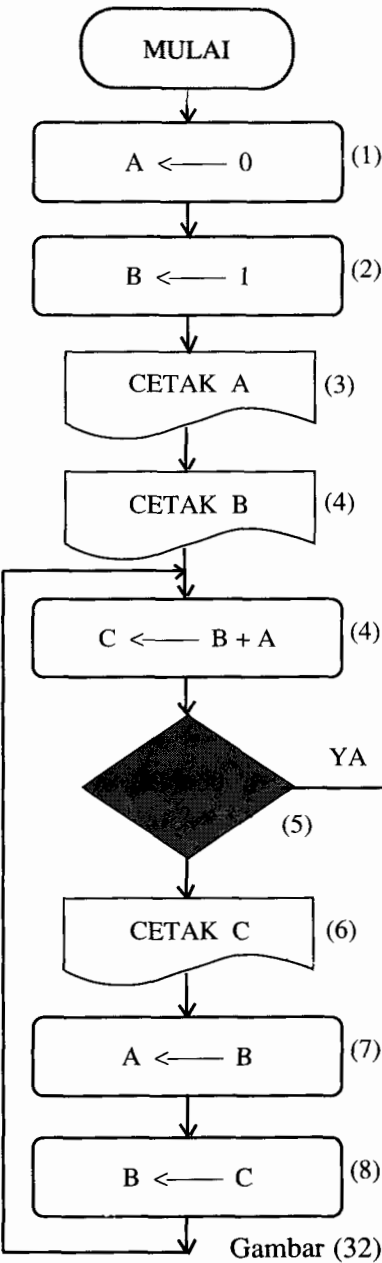 MULAI
A ← 0 (1)
B ← 1 (2)
CETAK A (3)
CETAK B (4)
C ← B + A (4)
YA
(5)
CETAK C (6)
A ← B (7)
B ← C (8)
Gambar (32)